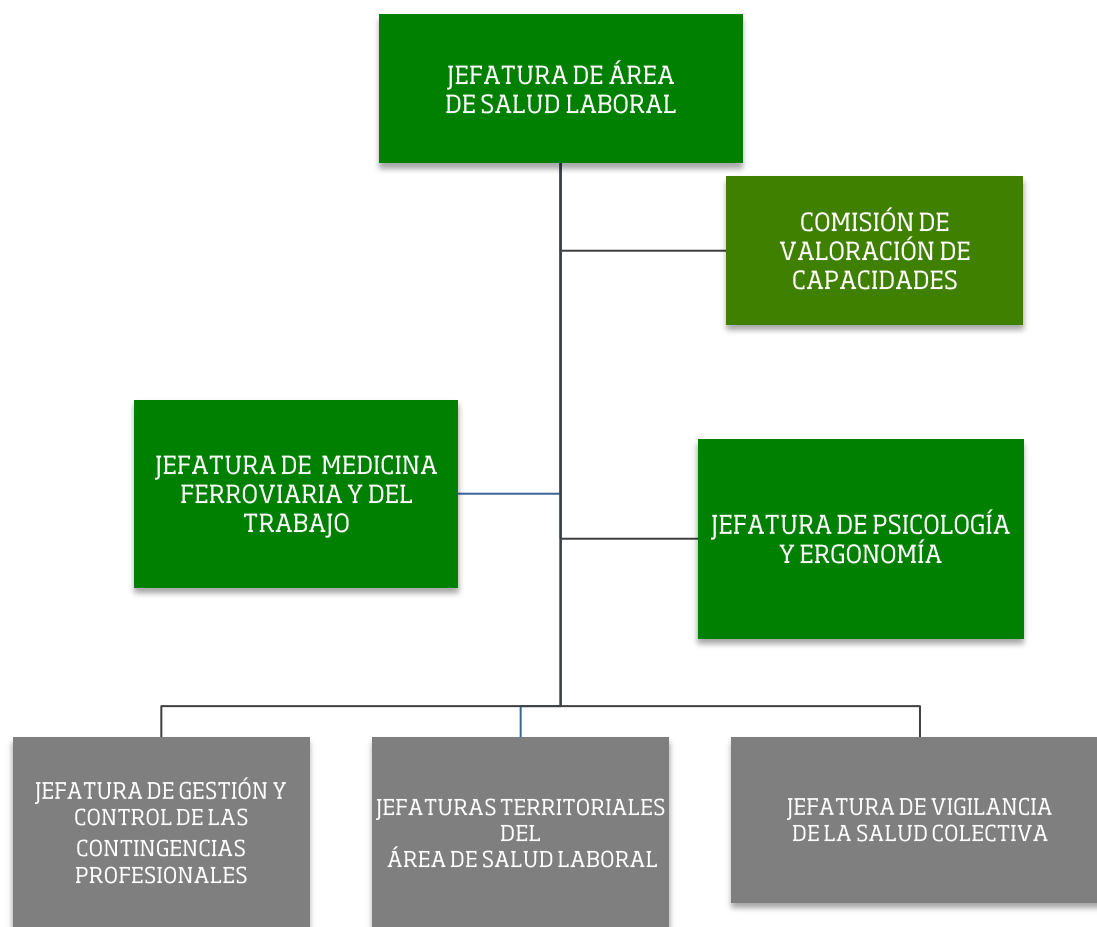 JEFATURA DE ÁREA
DE SALUD LABORAL
COMISIÓN DE
VALORACIÓN DE
CAPACIDADES
JEFATURA DE MEDICINA
FERROVIARIA Y DEL
TRABAJO
JEFATURA DE PSICOLOGÍA
Y ERGONOMÍA
JEFATURA DE GESTIÓN Y
CONTROL DE LAS
CONTINGENCIAS
PROFESIONALES
JEFATURAS TERRITORIALES
DEL
ÁREA DE SALUD LABORAL
JEFATURA DE VIGILANCIA
DE LA SALUD COLECTIVA